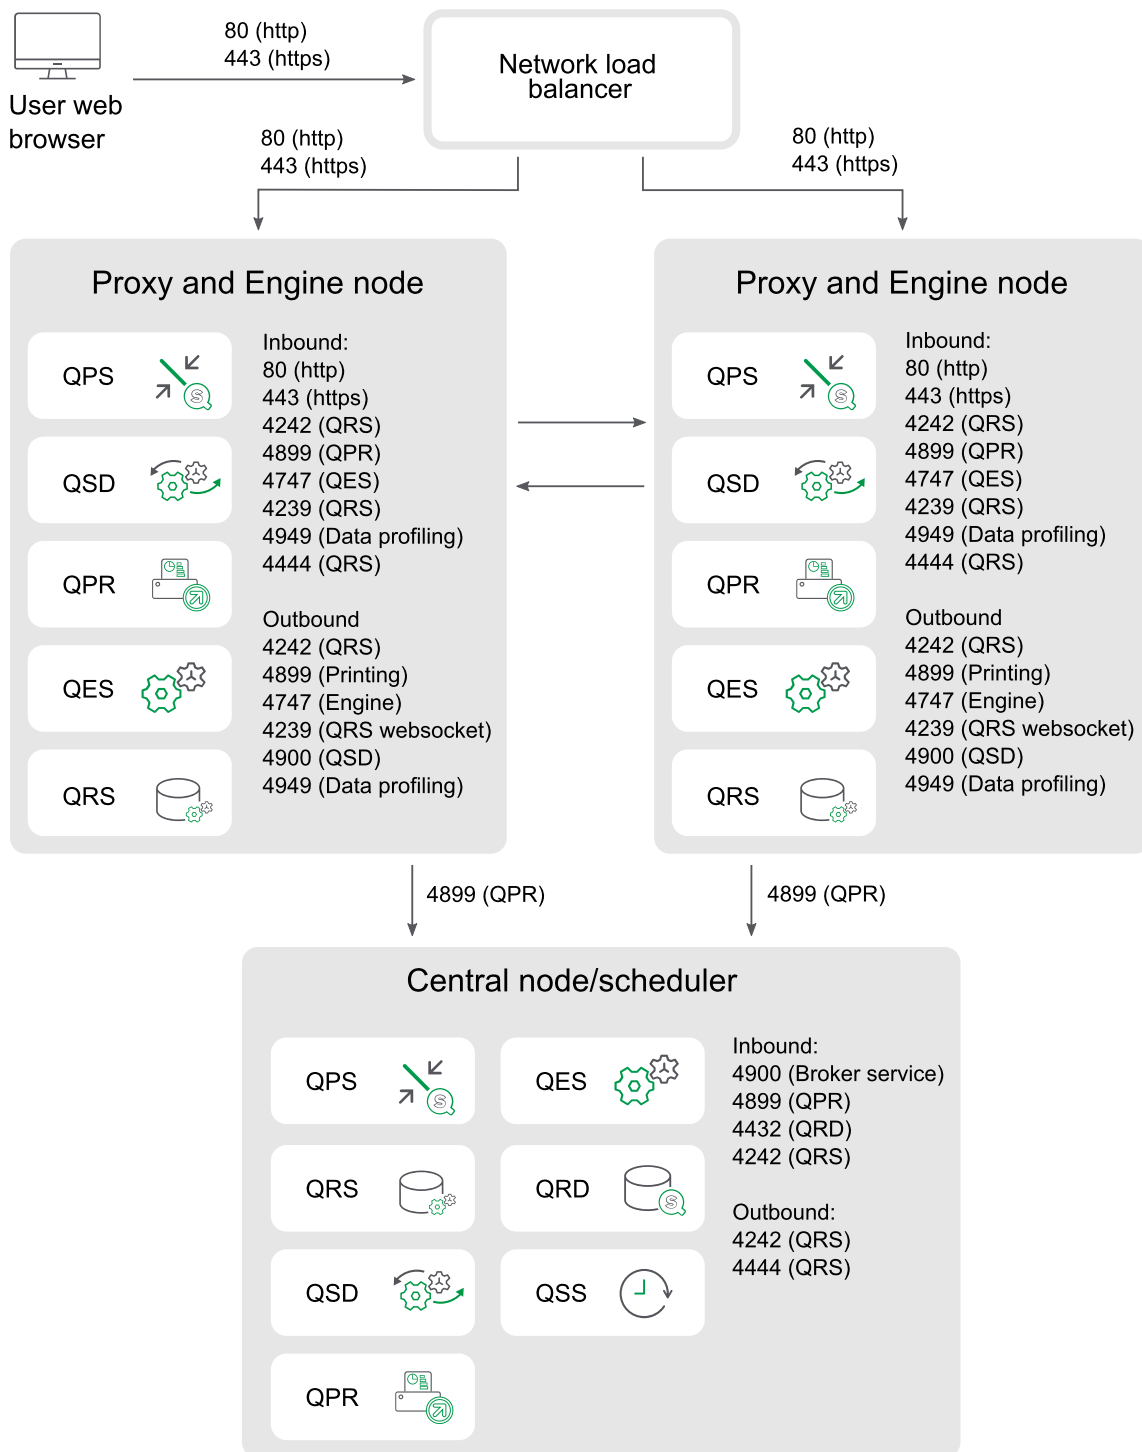 80 (http)
443 (https)
User web
browser
Network load
balancer
80 (http)
443 (https)
80 (http)
443 (https)
Proxy and Engine node
QPS
QSD
QPR
QES
QRS
Inbound:
80 (http)
443 (https)
4242 (QRS)
4899 (QPR)
4747 (QES)
4239 (QRS)
4949 (Data profiling)
4444 (QRS)
Outbound
4242 (QRS)
4899 (Printing)
4747 (Engine)
4239 (QRS websocket)
4900 (QSD)
4949 (Data profiling)
Proxy and Engine node
QPS
QSD
QPR
QES
QRS
Inbound:
80 (http)
443 (https)
4242 (QRS)
4899 (QPR)
4747 (QES)
4239 (QRS)
4949 (Data profiling)
4444 (QRS)
Outbound
4242 (QRS)
4899 (Printing)
4747 (Engine)
4239 (QRS websocket)
4900 (QSD)
4949 (Data profiling)
4899 (QPR)
4899 (QPR)
Central node/scheduler
QPS
QRS
QSD
QPR
QES
QRD
QSS
Inbound:
4900 (Broker service)
4899 (QPR)
4432 (QRD)
4242 (QRS)
Outbound:
4242 (QRS)
4444 (QRS)